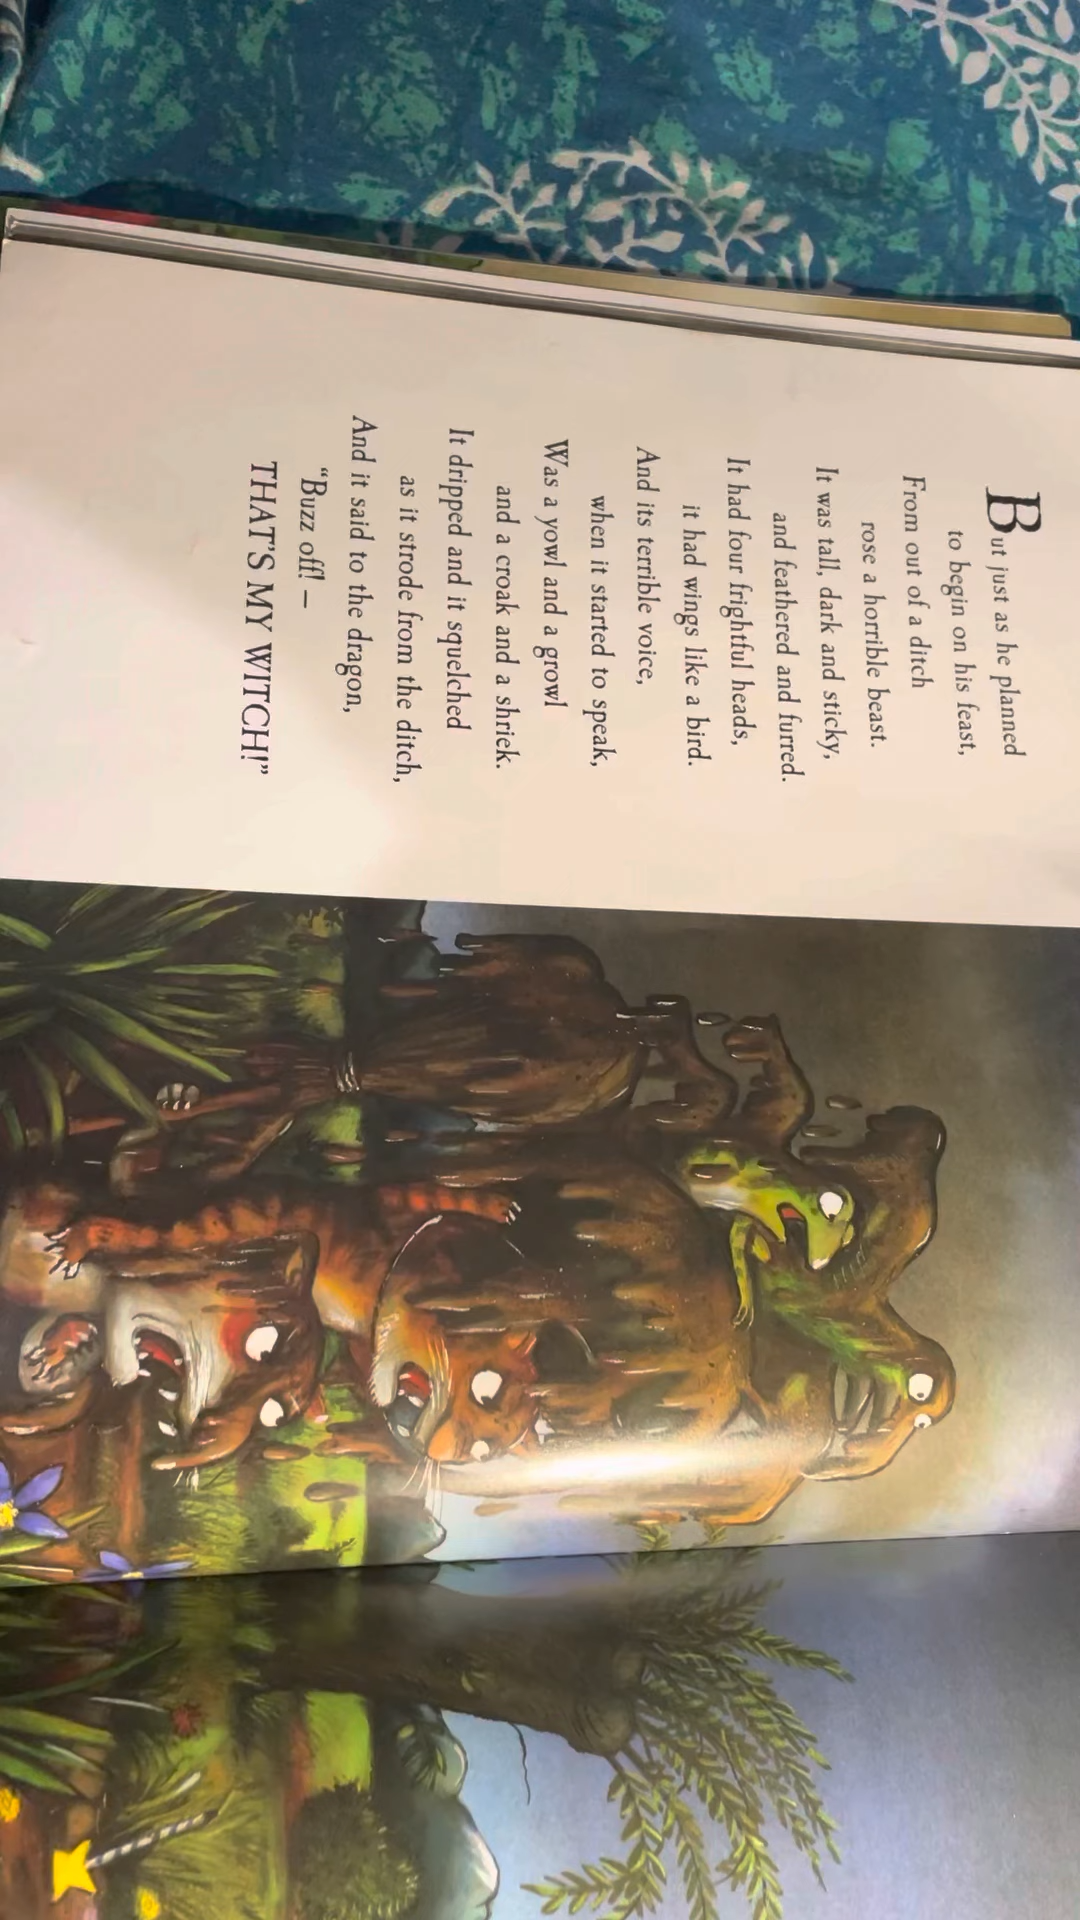 But just as he planned
to begin on his feast,
From out of a ditch
rose a horrible beast.
It was tall, dark and sticky,
and feathered and furred.
It had four frightful heads,
it had wings like a bird.
And its terrible voice,
when it started to speak,
Was a yowl and a growl
and a croak and a shriek.
It dripped and it squelched
as it strode from the ditch,
And it said to the dragon,
“Buzz off! –
THAT'S MY WITCH!”